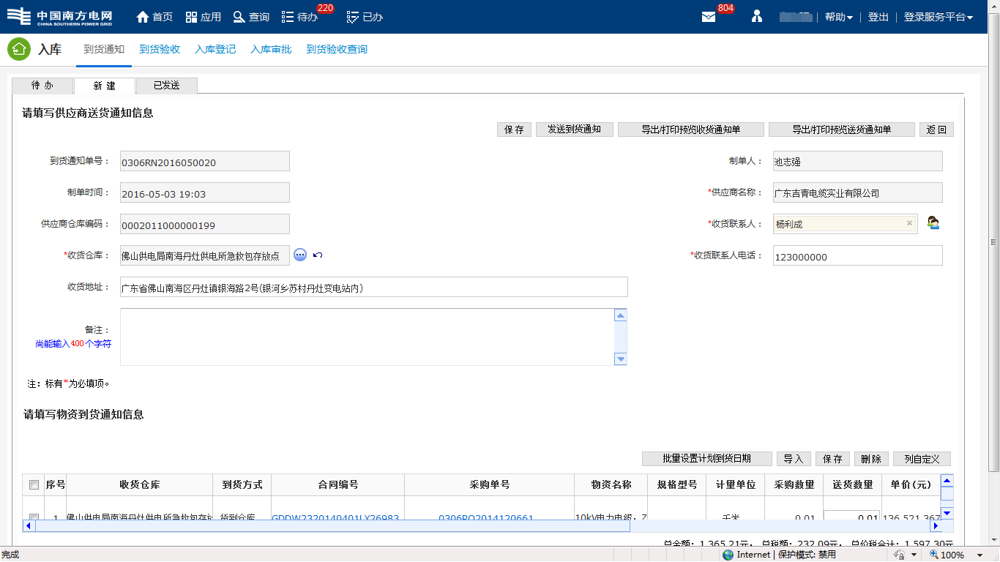 中国南方电网 首页 应用 查询 待办 220 已办 804 帮助 登出 登录服务平台
CHINA SOUTHERN POWER GRID
入库 到货通知 到货验收 入库登记 入库审批 到货验收查询
待 办 新 建 已发送
请填写供应商送货通知信息
保 存 发送到货通知 导出/打印预览收货通知单 导出/打印预览送货通知单 返 回
到货通知单号： 0306RN2016050020 制单人： 池志强
制单时间： 2016-05-03 19:03 *供应商名称： 广东吉青电缆实业有限公司
供应商仓库编码： 0002011000000199 *收货联系人： 杨利成
*收货仓库： 佛山供电局南海丹灶供电所急救包存放点 *收货联系人电话： 123000000
收货地址： 广东省佛山南海区丹灶镇银海路2号(银河乡苏村丹灶变电站内)
备注：
尚能输入400个字符
注：标有*为必填项。
请填写物资到货通知信息
批量设置计划到货日期 导 入 保 存 删 除 列自定义
序号 收货仓库 到货方式 合同编号 采购单号 物资名称 规格型号 计量单位 采购数量 送货数量 单价(元)
1 佛山供电局南海丹灶供电所急救包存放 货到仓库 GDDW2320140401LY26983 0306PO2014120661 10kV电力电缆，Z 千米 0.01 0.01 136,521.367
总金额：1,365.21元， 总税额：232.09元， 总价税合计：1,597.30元
完成 Internet | 保护模式: 禁用 100%